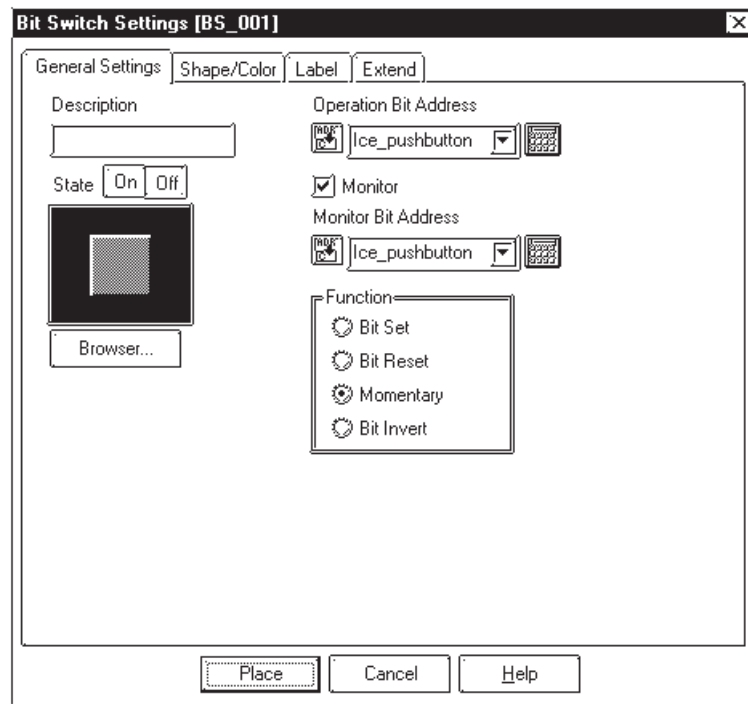 Bit Switch Settings [BS_001]
General Settings Shape/Color Label Extend
Description
Operation Bit Address
Ice_pushbutton
State On Off
Monitor
Monitor Bit Address
Ice_pushbutton
Browser...
Function
Bit Set
Bit Reset
Momentary
Bit Invert
Place Cancel Help